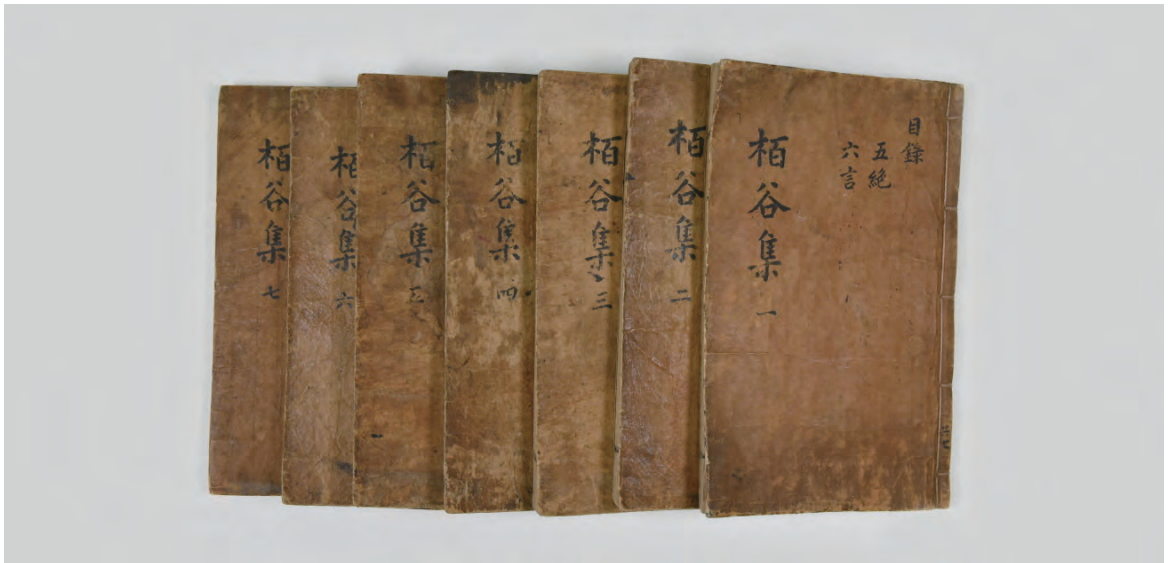 目錄
五絕
六言
栢谷集 一
栢谷集 二
栢谷集 三
栢谷集 四
栢谷集 五
栢谷集 六
栢谷集 七